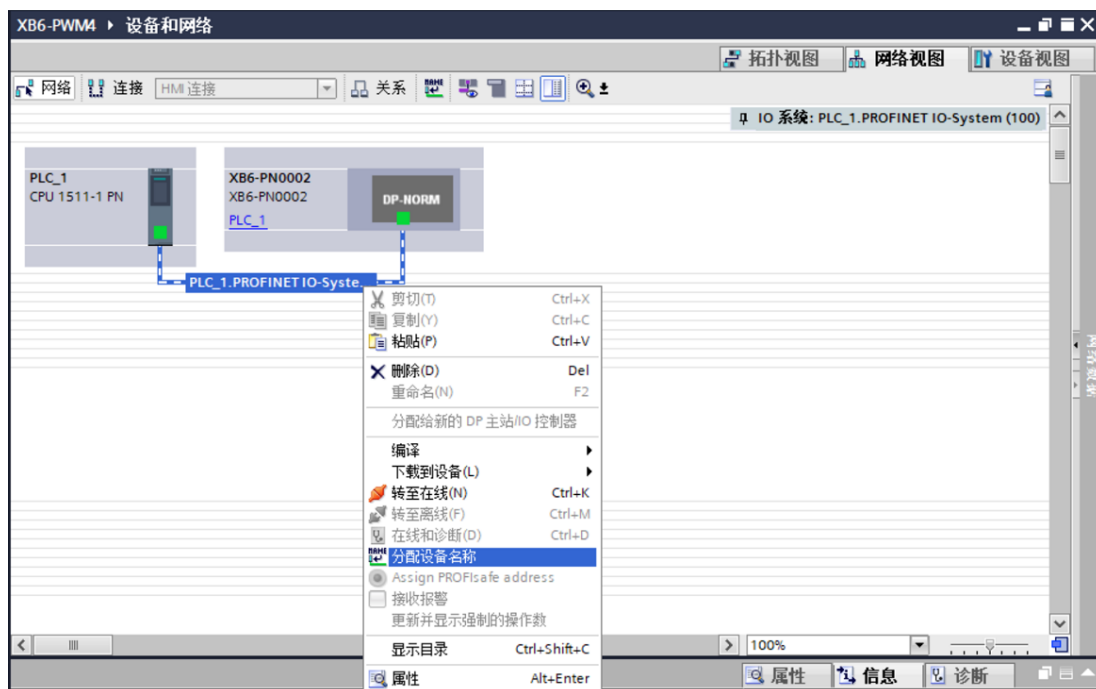 XB6-PWM4 ▸ 设备和网络
拓扑视图 网络视图 设备视图
网络 连接 HMI 连接 关系
IO 系统: PLC_1.PROFINET IO-System (100)
PLC_1
CPU 1511-1 PN
XB6-PN0002
XB6-PN0002
PLC_1
DP-NORM
PLC_1.PROFINET IO-Syste...
剪切(T) Ctrl+X
复制(Y) Ctrl+C
粘贴(P) Ctrl+V
删除(D) Del
重命名(N) F2
分配给新的 DP 主站/IO 控制器
编译
下载到设备(L)
转至在线(N) Ctrl+K
转至离线(F) Ctrl+M
在线和诊断(D) Ctrl+D
分配设备名称
Assign PROFIsafe address
接收报警
更新并显示强制的操作数
显示目录 Ctrl+Shift+C
属性 Alt+Enter
网络数据
100%
属性 信息 诊断